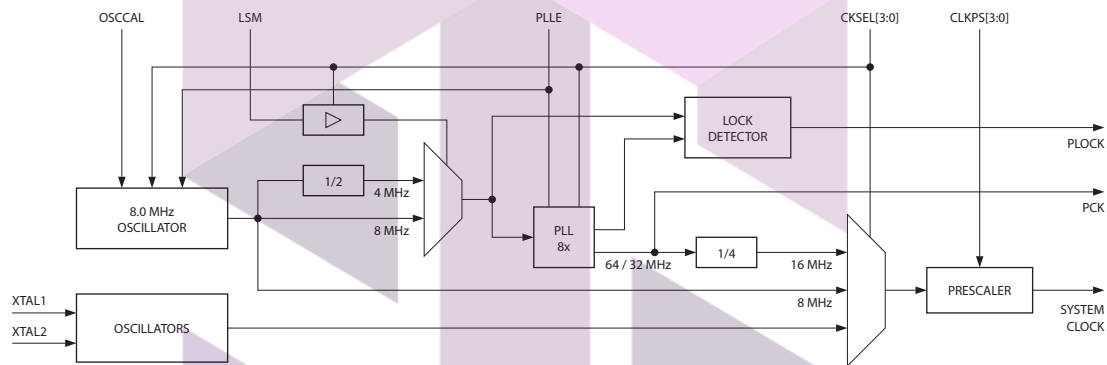 OSCCAL
LSM
PLLE
CKSEL[3:0]
CLKPS[3:0]
LOCK
DETECTOR
PLOCK
1/2
4 MHz
8.0 MHz
OSCILLATOR
8 MHz
PLL
8x
PCK
64 / 32 MHz
1/4
16 MHz
8 MHz
PRESCALER
SYSTEM
CLOCK
XTAL1
XTAL2
OSCILLATORS